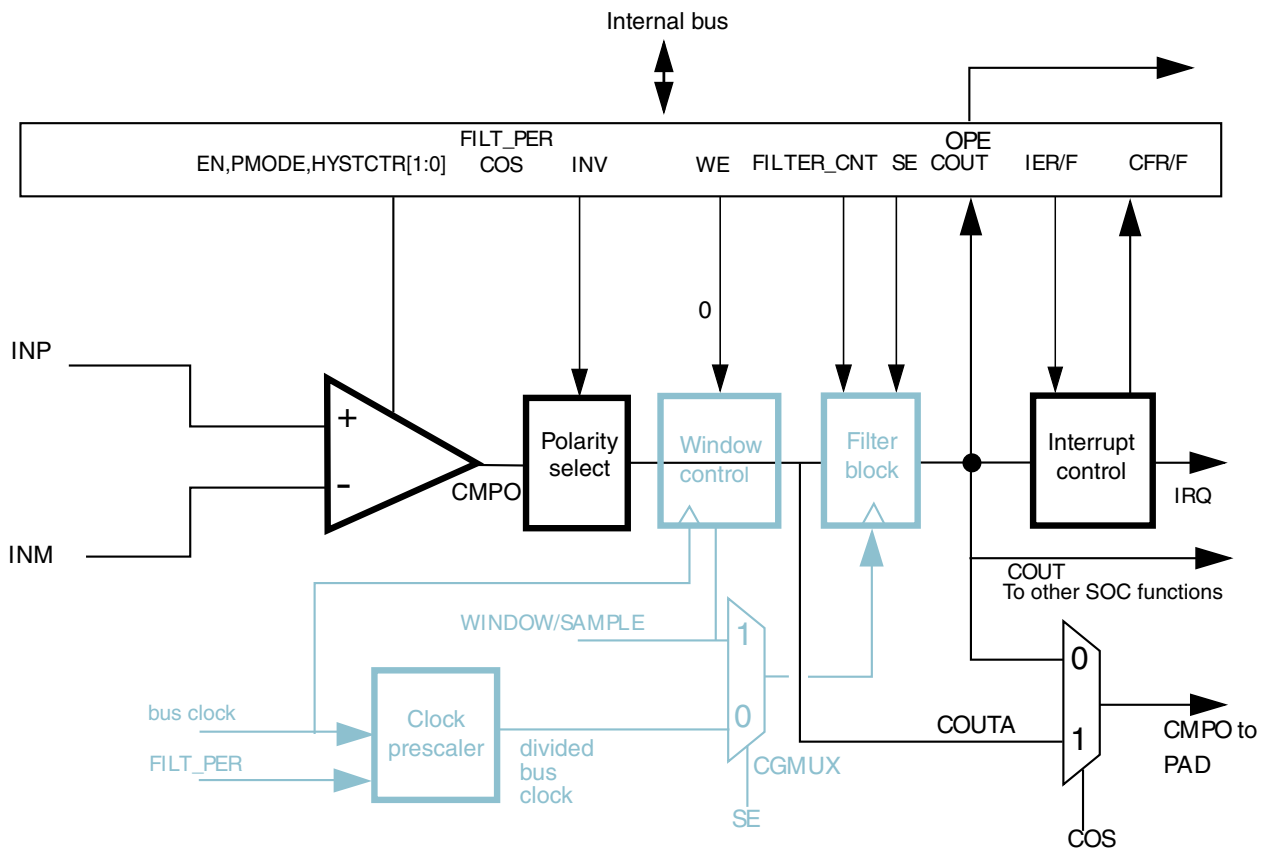 Internal bus
FILT_PER
OPE
EN,PMODE,HYSTCTR[1:0]
COS
INV
WE
FILTER_CNT
SE
COUT
IER/F
CFR/F
0
INP
+
Polarity
select
Window
control
Filter
block
Interrupt
control
-
CMPO
IRQ
INM
COUT
To other SOC functions
WINDOW/SAMPLE
1
0
0
bus clock
Clock
prescaler
COUTA
1
CMPO to
PAD
FILT_PER
divided
bus
clock
CGMUX
SE
COS